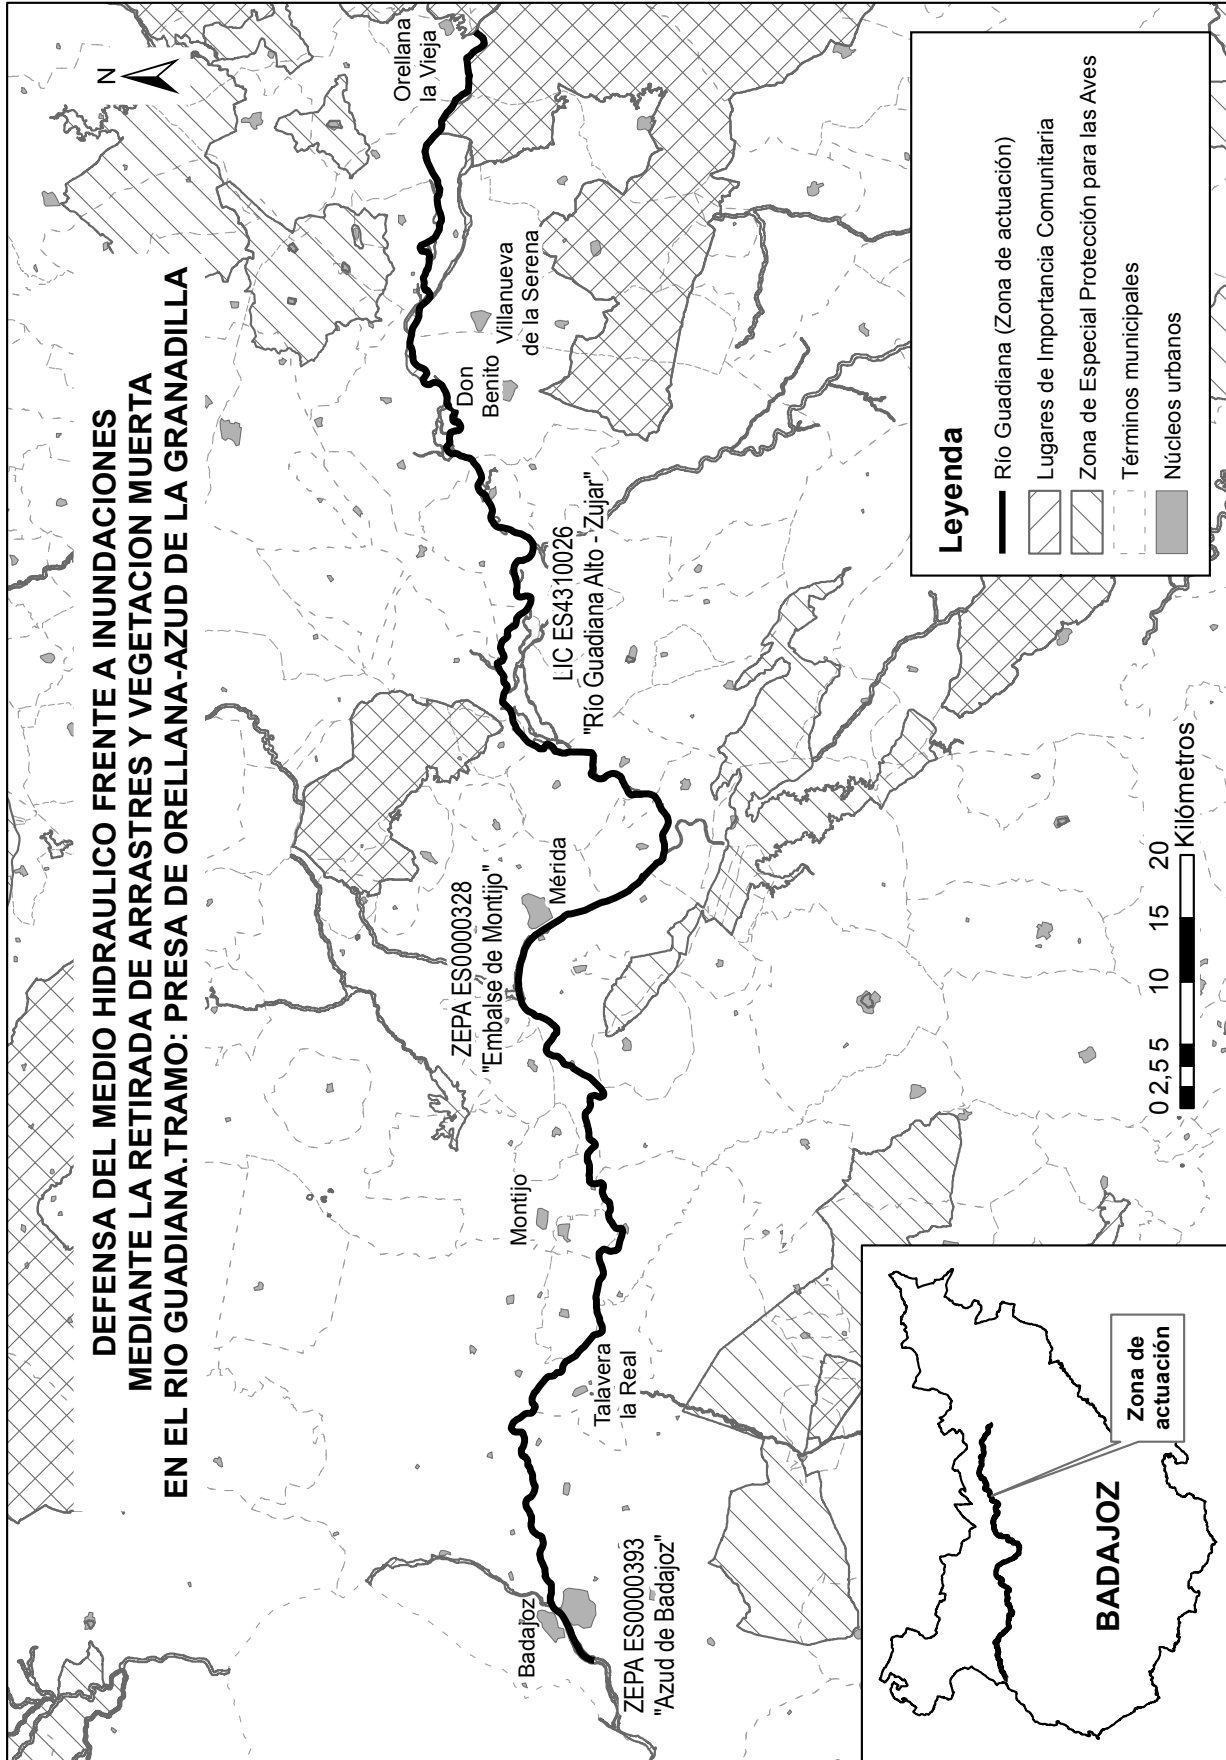 DEFENSA DEL MEDIO HIDRAULICO FRENTE A INUNDACIONES
MEDIANTE LA RETIRADA DE ARRASTRES Y VEGETACION MUERTA
EN EL RIO GUADIANA.TRAMO: PRESA DE ORELLANA-AZUD DE LA GRANADILLA
N
Orellana
la Vieja
Villanueva
de la Serena
Don
Benito
LIC ES4310026
"Río Guadiana Alto - Zujar"
ZEPA ES0000328
"Embalse de Montijo"
Mérida
Montijo
Talavera
la Real
Badajoz
ZEPA ES0000393
"Azud de Badajoz"
Leyenda
Río Guadiana (Zona de actuación)
Lugares de Importancia Comunitaria
Zona de Especial Protección para las Aves
Términos municipales
Núcleos urbanos
0 2,5 5 10 15 20
Kilómetros
Zona de
actuación
BADAJOZ